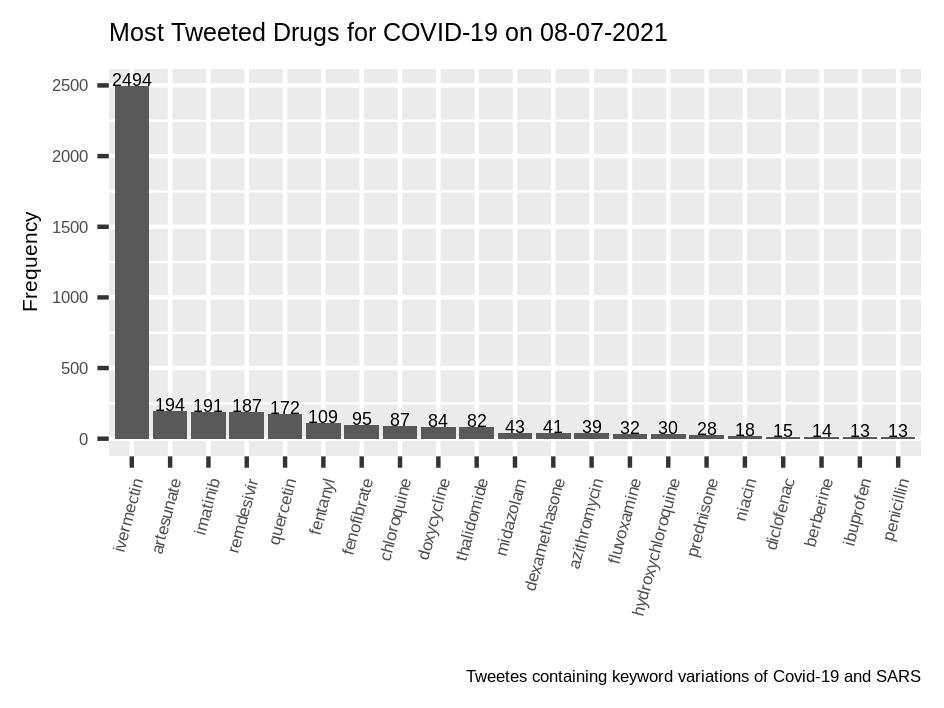 Most Tweeted Drugs for COVID-19 on 08-07-2021
Frequency
2500
2000
1500
1000
500
0
2494 194 191 187 172 109 95 87 84 82 43 41 39 32 30 28 18 15 14 13 13
ivermectin artesunate imatinib remdesivir quercetin fentanyl fenofibrate chloroquine doxycycline thalidomide midazolam dexamethasone azithromycin fluvoxamine hydroxychloroquine prednisone niacin diclofenac berberine ibuprofen penicillin
Tweetes containing keyword variations of Covid-19 and SARS